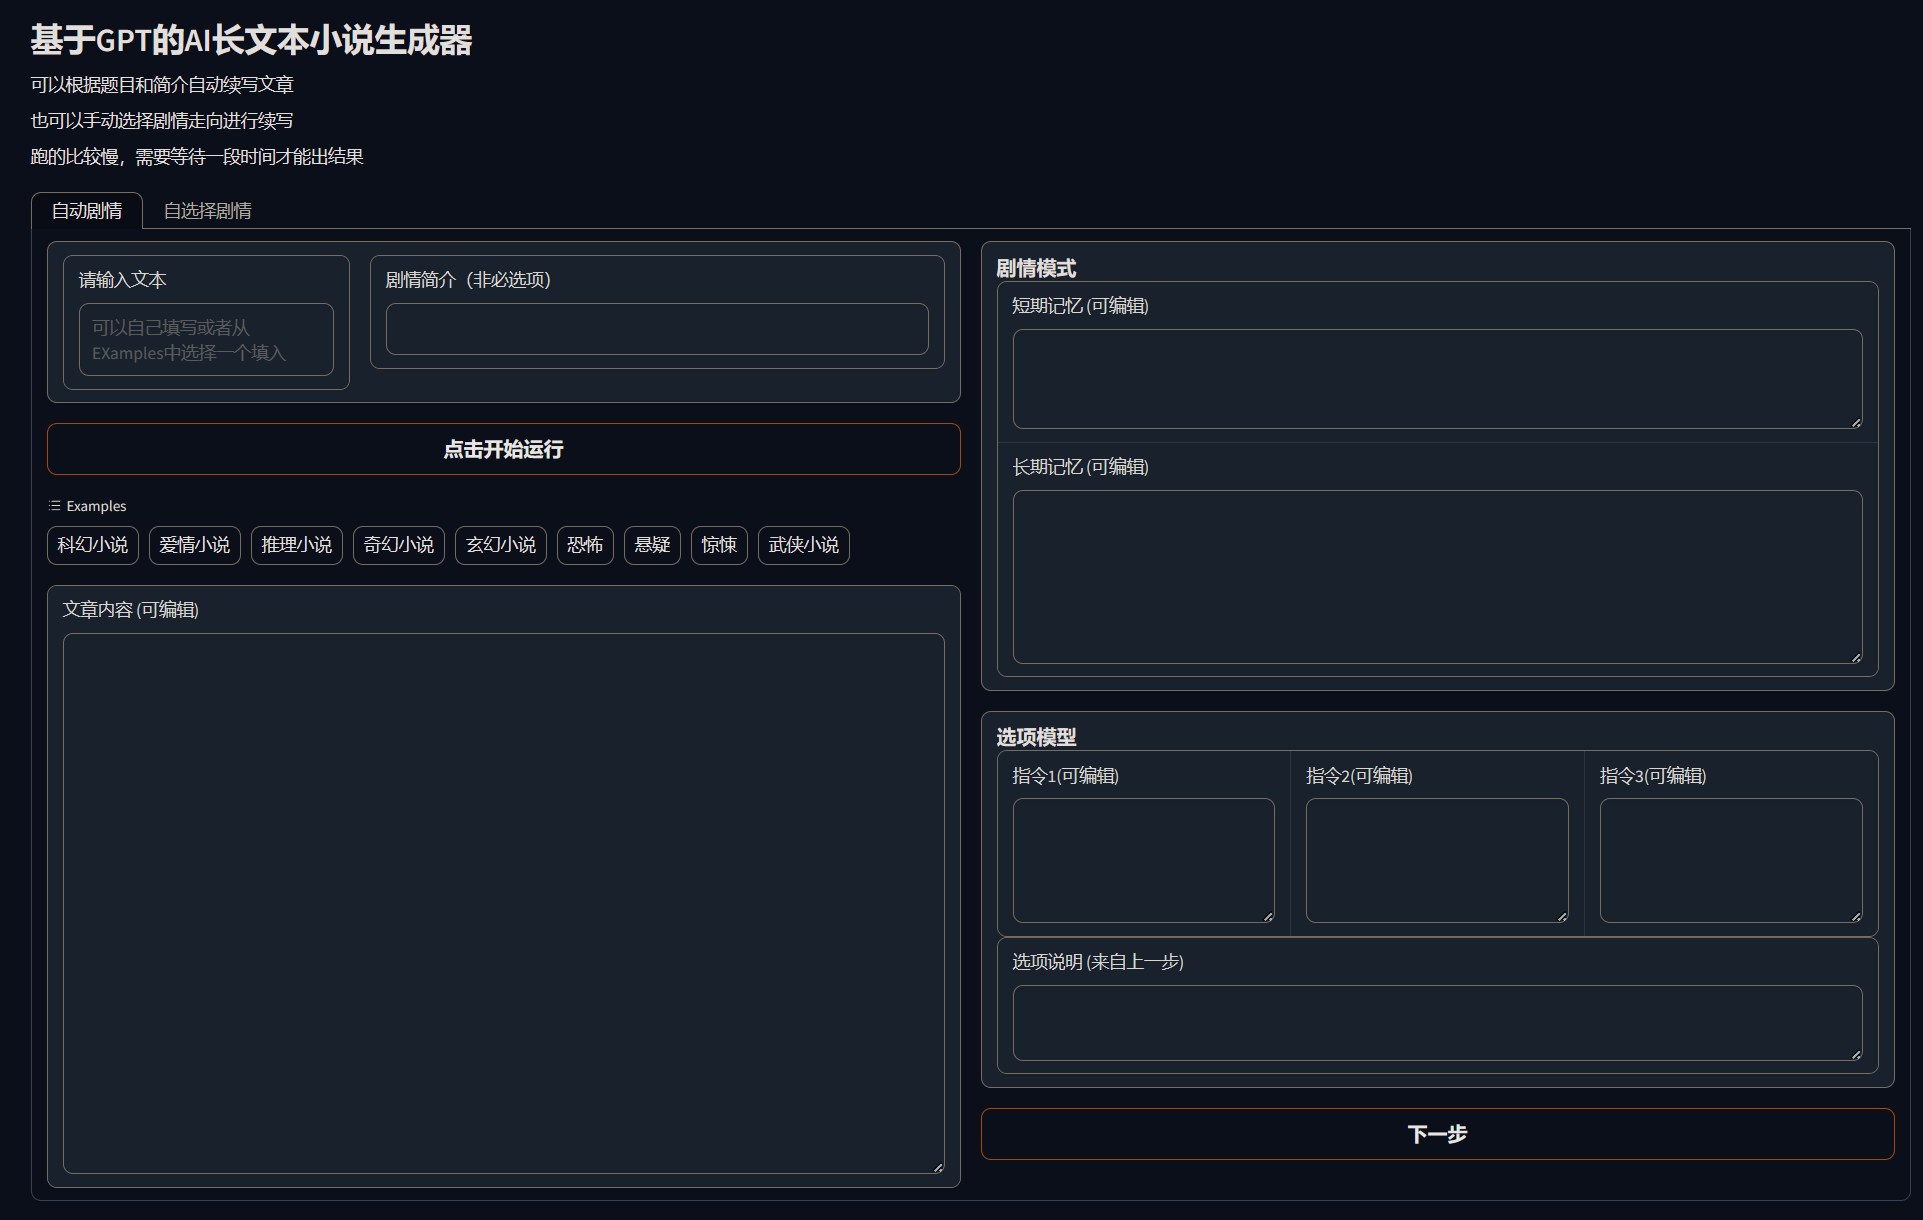 基于GPT的AI长文本小说生成器
可以根据题目和简介自动续写文章
也可以手动选择剧情走向进行续写
跑的比较慢，需要等待一段时间才能出结果
自动剧情
自选择剧情
请输入文本
可以自己填写或者从
EXamples中选择一个填入
剧情简介（非必选项）
点击开始运行
Examples
科幻小说
爱情小说
推理小说
奇幻小说
玄幻小说
恐怖
悬疑
惊悚
武侠小说
文章内容 (可编辑)
剧情模式
短期记忆 (可编辑)
长期记忆 (可编辑)
选项模型
指令1(可编辑)
指令2(可编辑)
指令3(可编辑)
选项说明 (来自上一步)
下一步